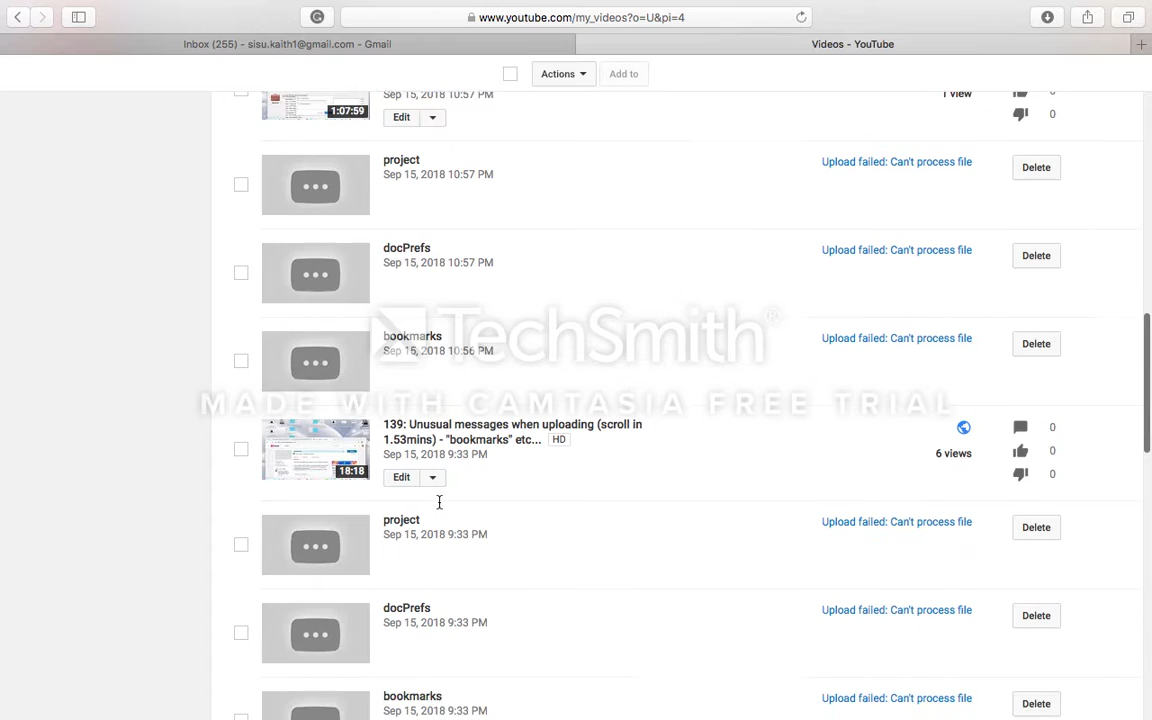 www.youtube.com/my_videos?o=U&pi=4
Inbox (255) - sisu.kaith1@gmail.com - Gmail
Videos - YouTube
Actions
Add to
Sep 15, 2018 10:57 PM
1 view
0
1:07:59
Edit
0
project
Sep 15, 2018 10:57 PM
Upload failed: Can't process file
Delete
docPrefs
Sep 15, 2018 10:57 PM
Upload failed: Can't process file
Delete
TechSmith®
bookmarks
Sep 15, 2018 10:56 PM
Upload failed: Can't process file
Delete
MADE WITH CAMTASIA FREE TRIAL
139: Unusual messages when uploading (scroll in
1.53mins) - "bookmarks" etc... HD
Sep 15, 2018 9:33 PM
18:18
Edit
6 views
0
0
0
project
Sep 15, 2018 9:33 PM
Upload failed: Can't process file
Delete
docPrefs
Sep 15, 2018 9:33 PM
Upload failed: Can't process file
Delete
bookmarks
Sep 15, 2018 9:33 PM
Upload failed: Can't process file
Delete